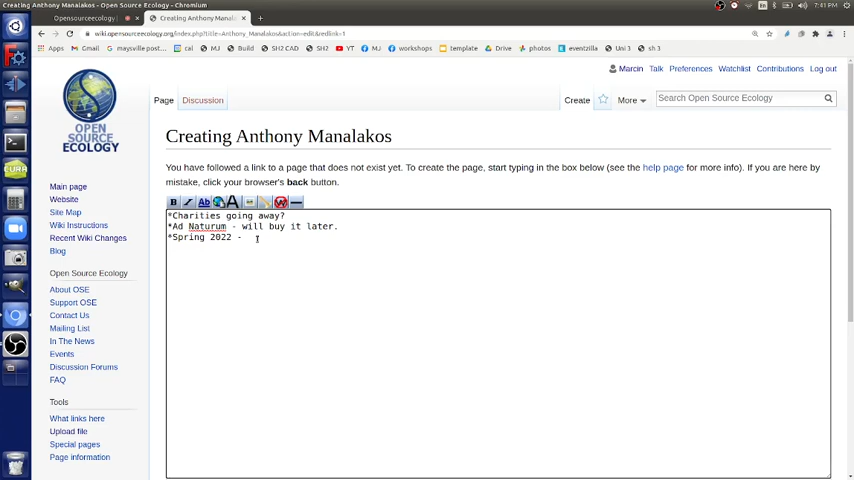 Creating Anthony Manalakos - Open Source Ecology - Chromium
En
7:41 PM
Opensourceecology
Creating Anthony Manala
wiki.opensourceecology.org/index.php?title=Anthony_Manalakos&action=edit&redlink=1
Apps Gmail maysville po cal MJ Build SH2 CAD SH2 YT MJ workshops template Drive photos eventzilla Uni 3 sh 3
Marcin Talk Preferences Watchlist Contributions Log out
Page Discussion Create More Search Open Source Ecology
OPEN SOURCE ECOLOGY
Creating Anthony Manalakos
You have followed a link to a page that does not exist yet. To create the page, start typing in the box below (see the help page for more info). If you are here by
mistake, click your browser's back button.
B I Ab A
*Charities going away?
*Ad Naturum - will buy it later.
*Spring 2022 -
Main page
Website
Site Map
Wiki Instructions
Recent Wiki Changes
Blog
Open Source Ecology
About OSE
Support OSE
Contact Us
Mailing List
In The News
Events
Discussion Forums
FAQ
Tools
What links here
Upload file
Special pages
Page information
CURA